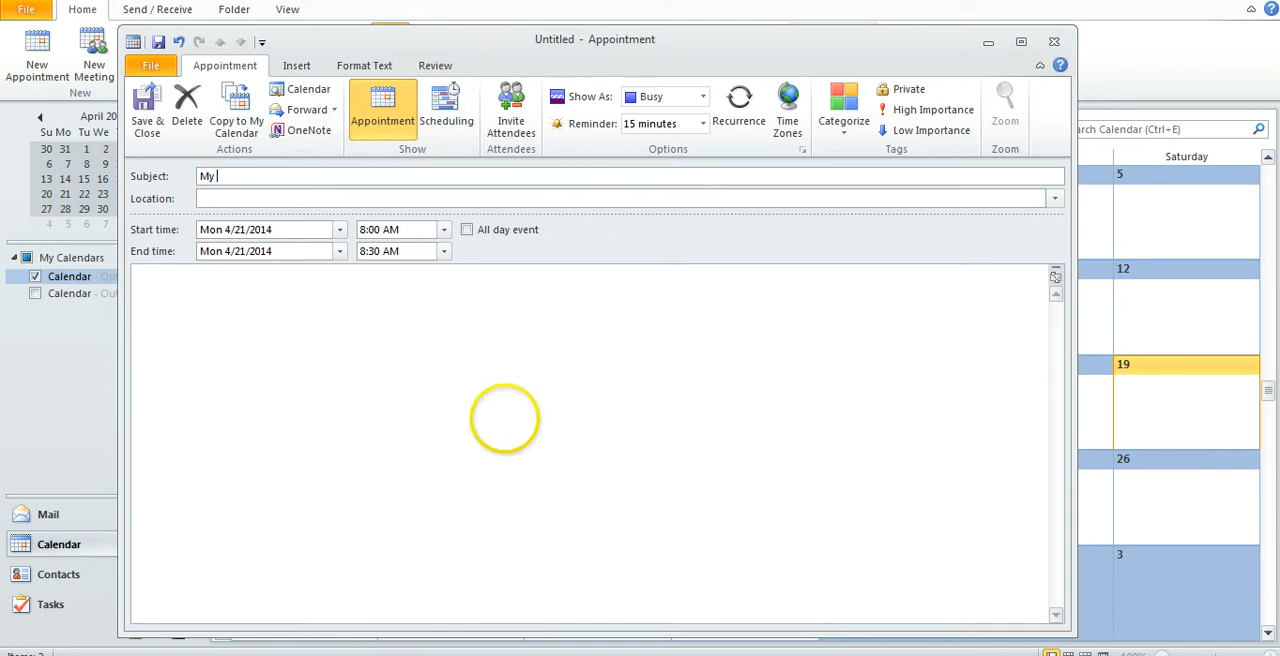 File Home Send / Receive Folder View
Untitled - Appointment
File Appointment Insert Format Text Review
New Appointment
New Meeting
New
Save & Close
Delete
Copy to My Calendar
Calendar
Forward
OneNote
Actions
Appointment
Scheduling
Show
Invite Attendees
Attendees
Show As: Busy
Reminder: 15 minutes
Recurrence
Time Zones
Options
Categorize
Private
High Importance
Low Importance
Tags
Zoom
Zoom
Subject: My
Location:
Start time: Mon 4/21/2014 8:00 AM All day event
End time: Mon 4/21/2014 8:30 AM
April 20
Su Mo Tu We
30 31 1 2
6 7 8 9
13 14 15 16
20 21 22 23
27 28 29 30
4 5 6 7
My Calendars
Calendar - Out
Calendar - Out
Mail
Calendar
Contacts
Tasks
arch Calendar (Ctrl+E)
Saturday
5
12
19
26
3